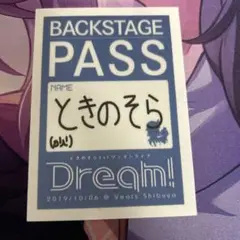 BACKSTAGE
PASS
NAME
ときのそら
Dream!
2019/10/06 @ Veats Shibuya